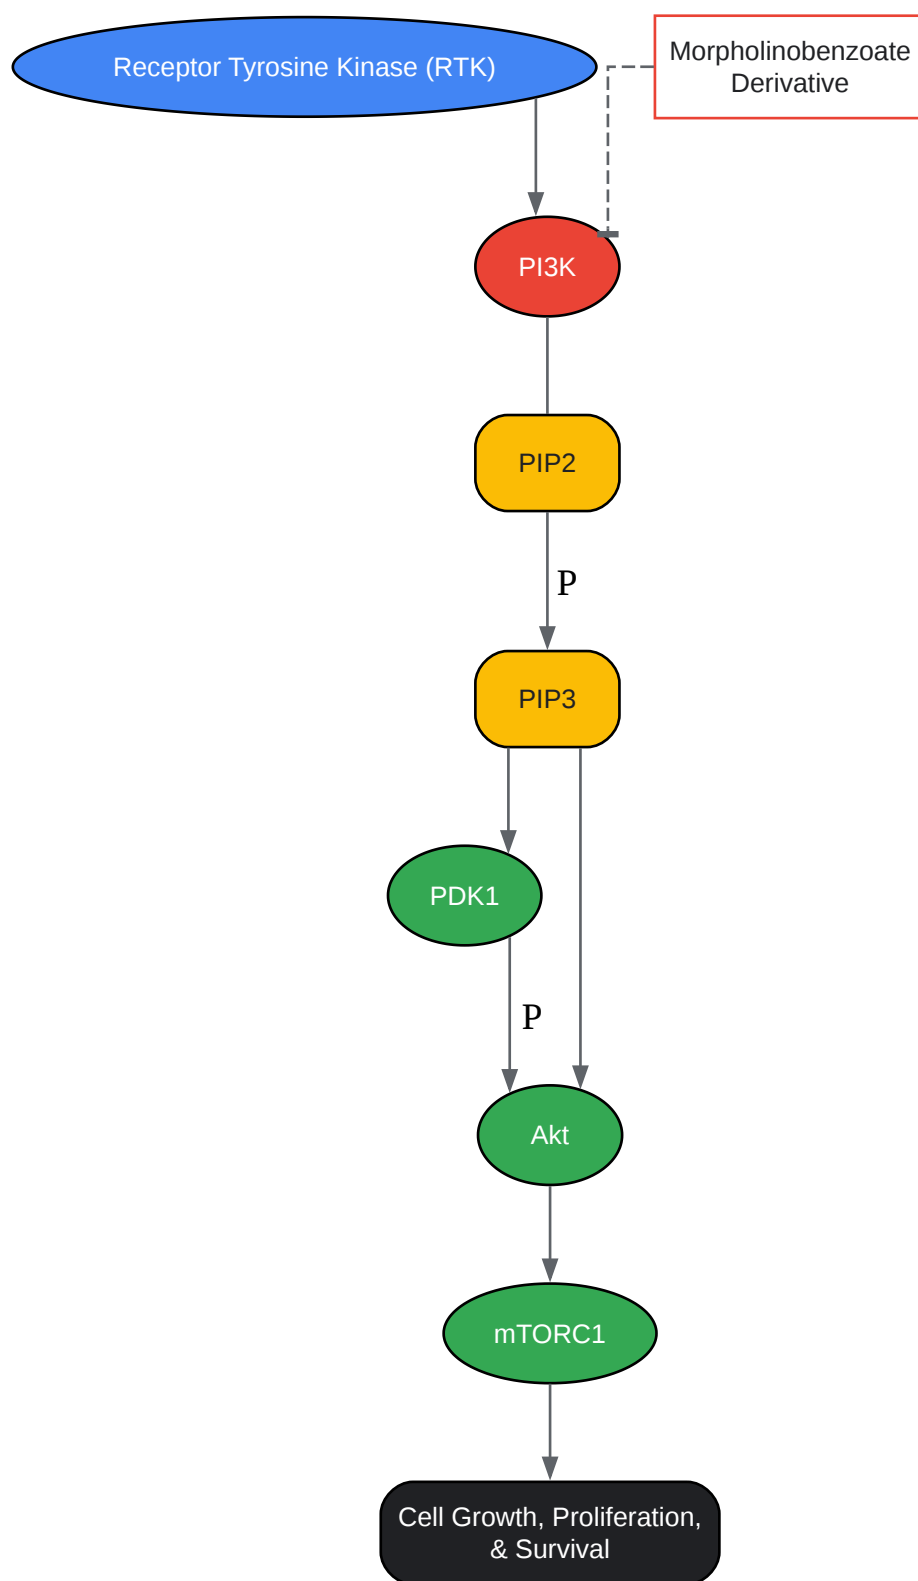 Receptor Tyrosine Kinase (RTK)
Morpholinobenzoate
Derivative
PI3K
PIP2
P
PIP3
PDK1
P
Akt
mTORC1
Cell Growth, Proliferation,
& Survival